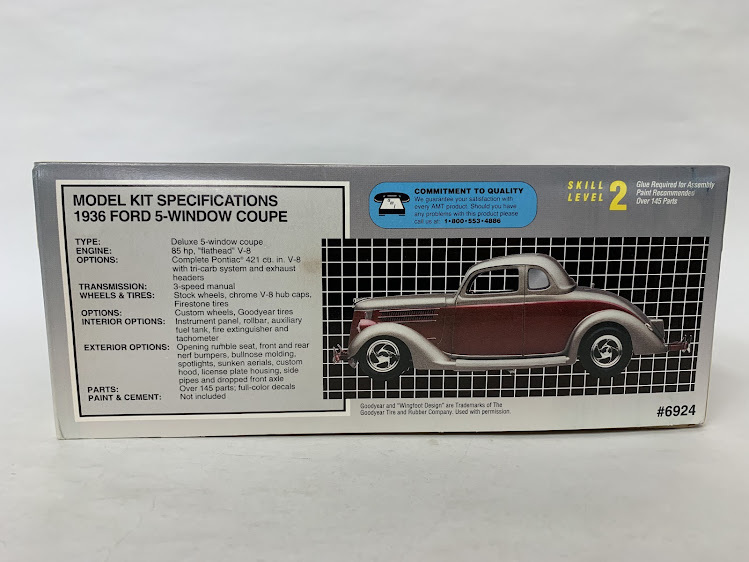 MODEL KIT SPECIFICATIONS
1936 FORD 5-WINDOW COUPE
TYPE: Deluxe 5-window coupe
ENGINE: 85 hp, "flathead" V-8
OPTIONS: Complete Pontiac® 421 cb. in. V-8
with tri-carb system and exhaust
headers
TRANSMISSION: 3-speed manual
WHEELS & TIRES: Stock wheels, chrome V-8 hub caps,
Firestone tires
OPTIONS: Custom wheels, Goodyear tires
INTERIOR OPTIONS: Instrument panel, rollbar, auxiliary
fuel tank, fire extinguisher and
tachometer
EXTERIOR OPTIONS: Opening rumble seat, front and rear
nerf bumpers, bullnose molding,
spotlights, sunken aerials, custom
hood, license plate housing, side
pipes and dropped front axle
PARTS: Over 145 parts; full-color decals
PAINT & CEMENT: Not included
COMMITMENT TO QUALITY
We guarantee your satisfaction with
every AMT product. Should you have
any problems with this product please
call us at: 1-800-553-4886
SKILL
LEVEL 2
Glue Required for Assembly
Paint Recommended
Over 145 Parts
Goodyear and "Wingfoot Design" are Trademarks of The
Goodyear Tire and Rubber Company. Used with permission.
#6924